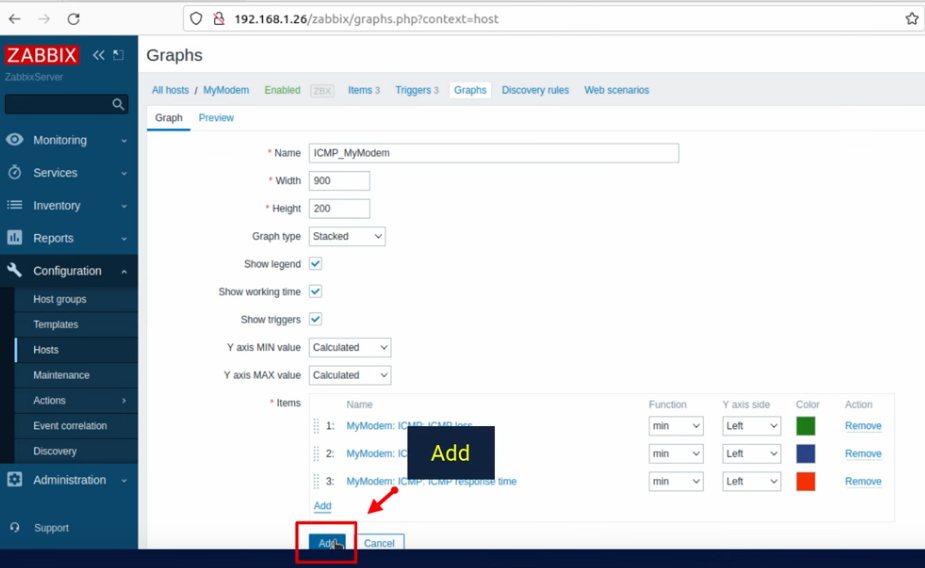 192.168.1.26/zabbix/graphs.php?context=host
ZABBIX
ZabbixServer
Graphs
All hosts / MyModem Enabled ZBX Items 3 Triggers 3 Graphs Discovery rules Web scenarios
Graph Preview
Monitoring
Services
Inventory
Reports
Configuration
Host groups
Templates
Hosts
Maintenance
Actions
Event correlation
Discovery
Administration
Support
* Name ICMP_MyModem
* Width 900
* Height 200
Graph type Stacked
Show legend
Show working time
Show triggers
Y axis MIN value Calculated
Y axis MAX value Calculated
* Items Name Function Y axis side Color Action
1: MyModem: ICMP: ICMP loss min Left Remove
2: MyModem: IC min Left Remove
3: MyModem: ICMP: ICMP response time min Left Remove
Add
Add
Add Cancel